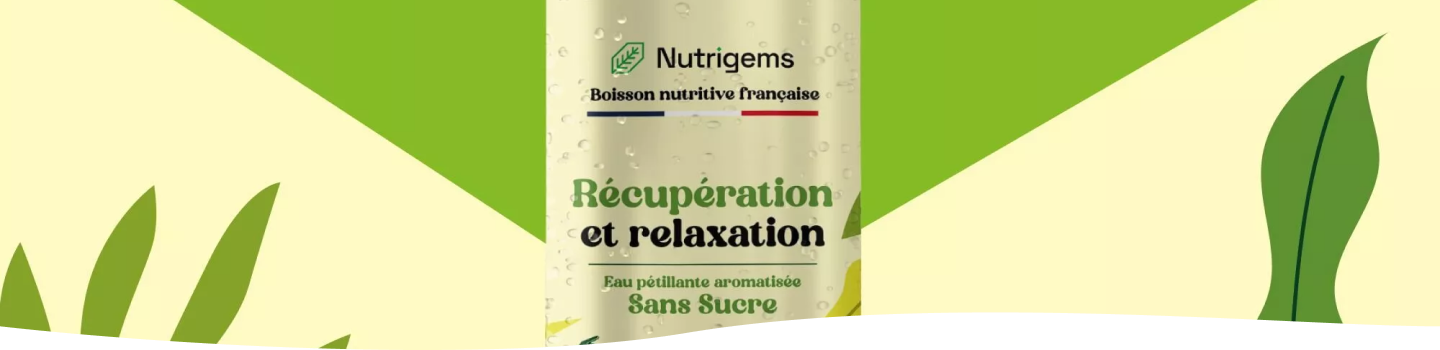 Nutrigems
Boisson nutritive française
Récupération
et relaxation
Eau pétillante aromatisée
Sans Sucre